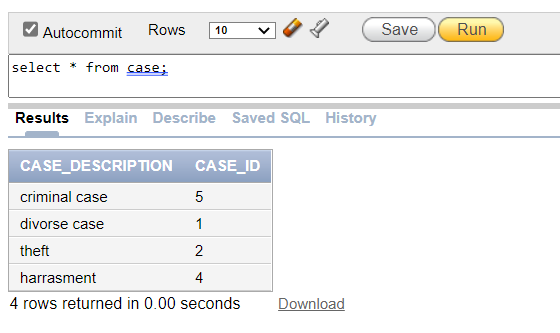 Autocommit Rows 10 Save Run
select * from case;
Results Explain Describe Saved SQL History
CASE_DESCRIPTION CASE_ID
criminal case 5
divorse case 1
theft 2
harrasment 4
4 rows returned in 0.00 seconds Download